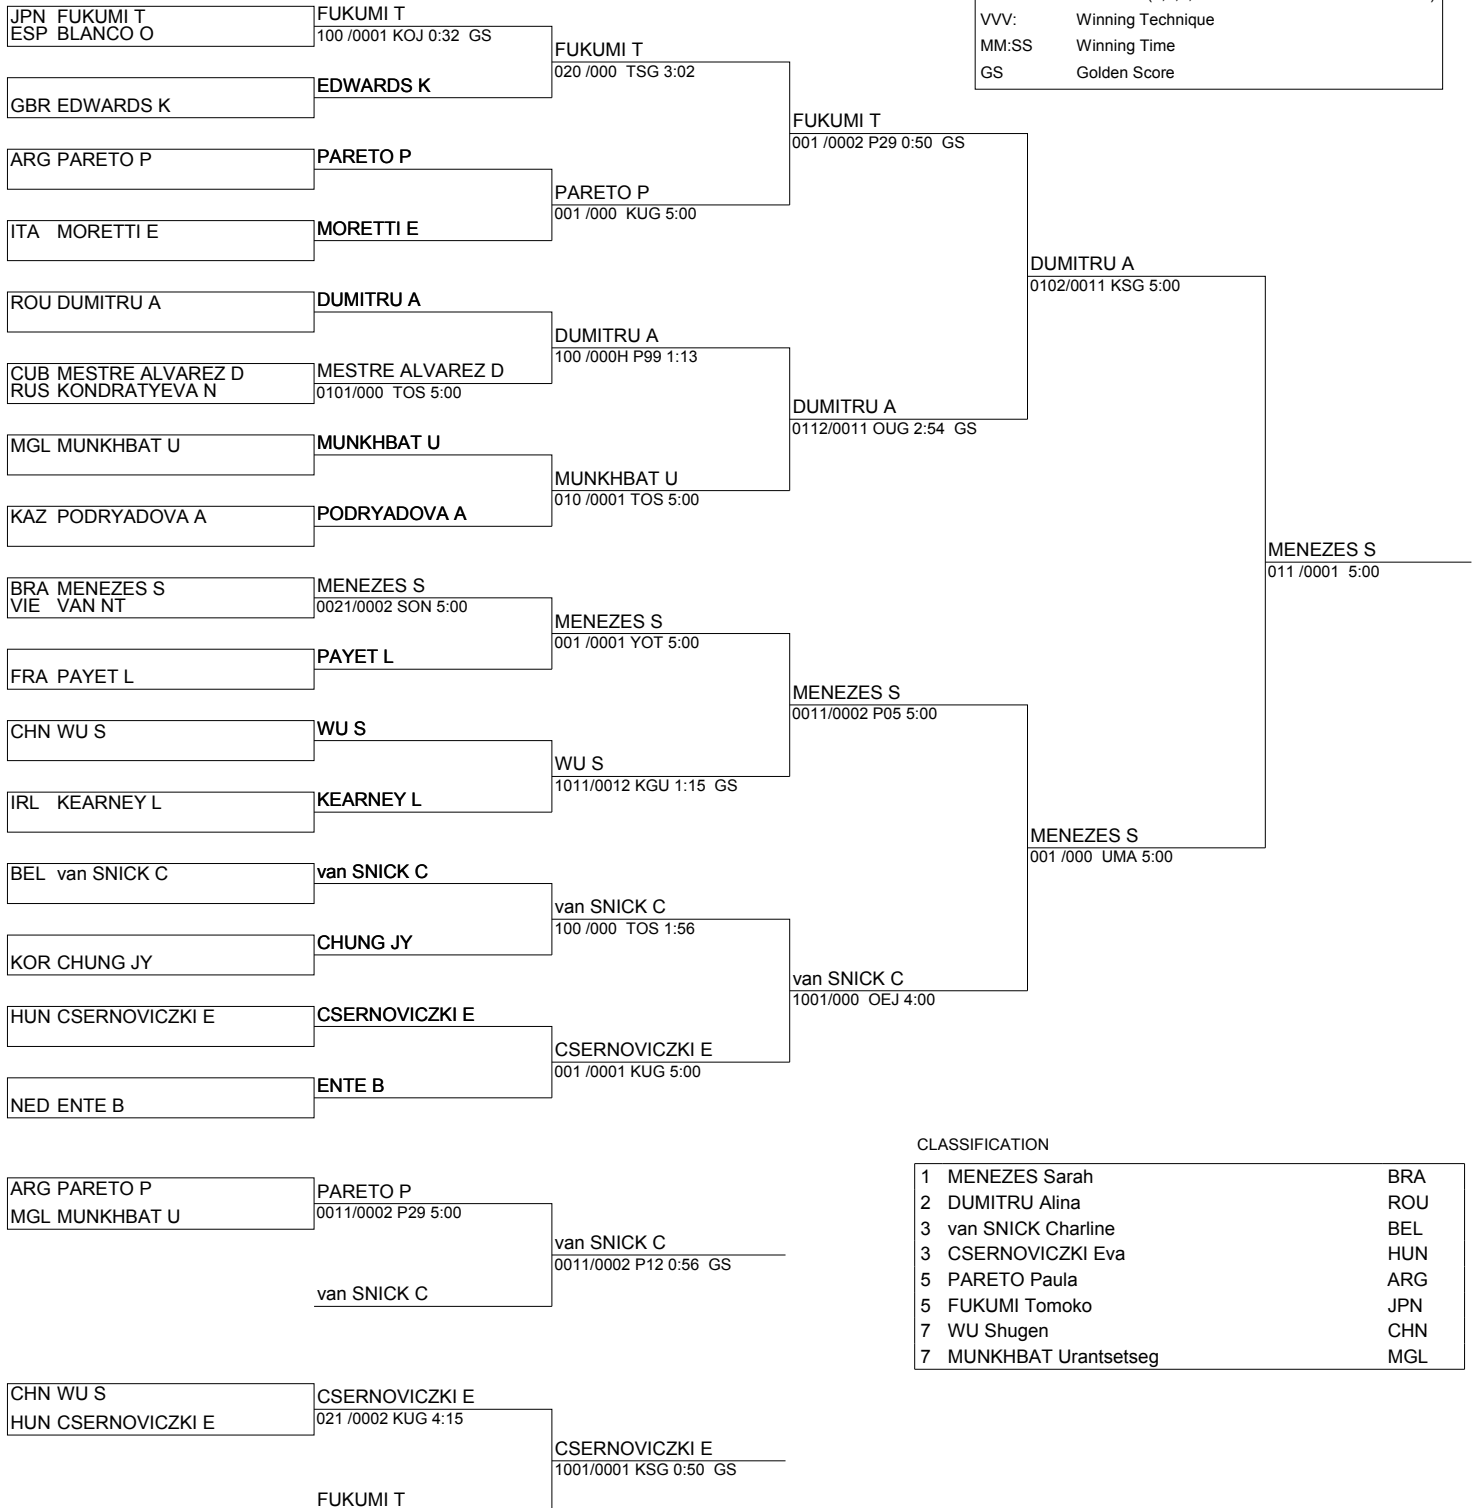 VVV: Winning Technique
MM:SS Winning Time
GS Golden Score
JPN FUKUMI T
ESP BLANCO O
GBR EDWARDS K
ARG PARETO P
ITA MORETTI E
ROU DUMITRU A
CUB MESTRE ALVAREZ D
RUS KONDRATYEVA N
MGL MUNKHBAT U
KAZ PODRYADOVA A
BRA MENEZES S
VIE VAN NT
FRA PAYET L
CHN WU S
IRL KEARNEY L
BEL van SNICK C
KOR CHUNG JY
HUN CSERNOVICZKI E
NED ENTE B
FUKUMI T
100 /0001 KOJ 0:32 GS
EDWARDS K
PARETO P
MORETTI E
DUMITRU A
MESTRE ALVAREZ D
0101/000 TOS 5:00
MUNKHBAT U
PODRYADOVA A
MENEZES S
0021/0002 SON 5:00
PAYET L
WU S
KEARNEY L
van SNICK C
CHUNG JY
CSERNOVICZKI E
ENTE B
FUKUMI T
020 /000 TSG 3:02
PARETO P
001 /000 KUG 5:00
DUMITRU A
100 /000H P99 1:13
MUNKHBAT U
010 /0001 TOS 5:00
MENEZES S
001 /0001 YOT 5:00
WU S
1011/0012 KGU 1:15 GS
van SNICK C
100 /000 TOS 1:56
CSERNOVICZKI E
001 /0001 KUG 5:00
FUKUMI T
001 /0002 P29 0:50 GS
DUMITRU A
0112/0011 OUG 2:54 GS
MENEZES S
0011/0002 P05 5:00
van SNICK C
1001/000 OEJ 4:00
DUMITRU A
0102/0011 KSG 5:00
MENEZES S
001 /000 UMA 5:00
MENEZES S
011 /0001 5:00
ARG PARETO P
MGL MUNKHBAT U
PARETO P
0011/0002 P29 5:00
van SNICK C
van SNICK C
0011/0002 P12 0:56 GS
CHN WU S
HUN CSERNOVICZKI E
CSERNOVICZKI E
021 /0002 KUG 4:15
FUKUMI T
CSERNOVICZKI E
1001/0001 KSG 0:50 GS
CLASSIFICATION
1 MENEZES Sarah BRA
2 DUMITRU Alina ROU
3 van SNICK Charline BEL
3 CSERNOVICZKI Eva HUN
5 PARETO Paula ARG
5 FUKUMI Tomoko JPN
7 WU Shugen CHN
7 MUNKHBAT Urantsetseg MGL